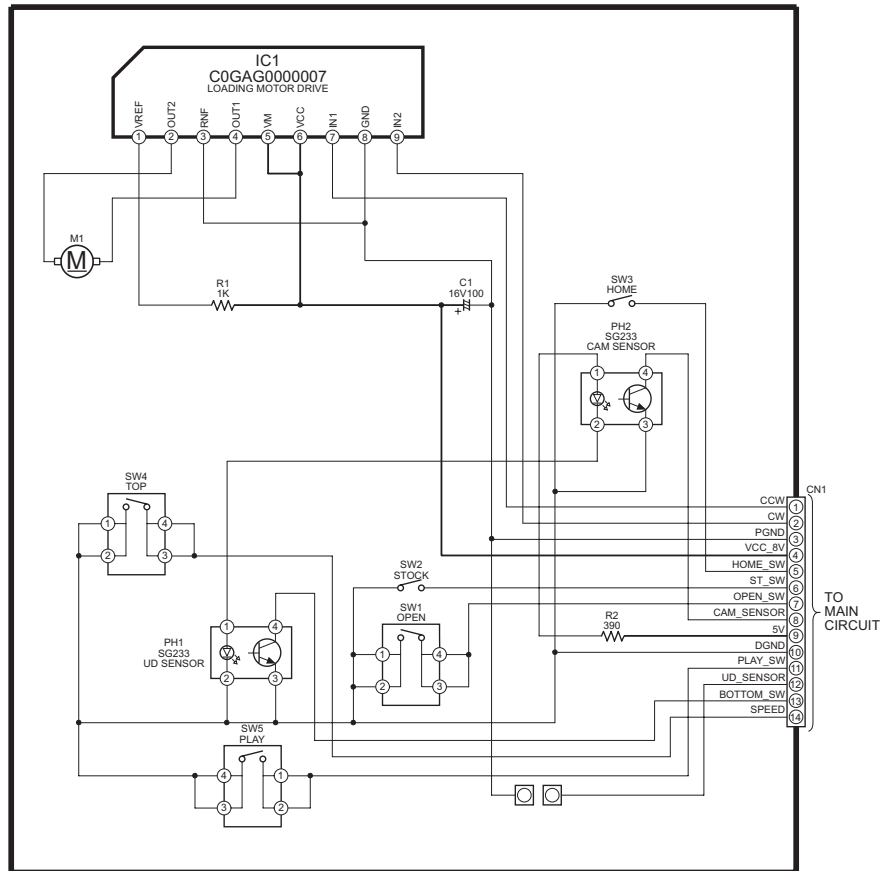 IC1
C0GAG0000007
LOADING MOTOR DRIVE
VREF
OUT2
RNF
OUT1
VM
VCC
IN1
GND
IN2
1 2 3 4 5 6 7 8 9
M1
M
R1
1K
C1
16V100
+
SW3
HOME
PH2
SG233
CAM SENSOR
1 4
2 3
SW4
TOP
1 4
2 3
SW2
STOCK
SW1
OPEN
1 4
2 3
PH1
SG233
UD SENSOR
1 4
2 3
R2
390
SW5
PLAY
4 1
3 2
CN1
CCW 1
CW 2
PGND 3
VCC_8V 4
HOME_SW 5
ST_SW 6
OPEN_SW 7
CAM_SENSOR 8
5V 9
DGND 10
PLAY_SW 11
UD_SENSOR 12
BOTTOM_SW 13
SPEED 14
TO
MAIN
CIRCUIT